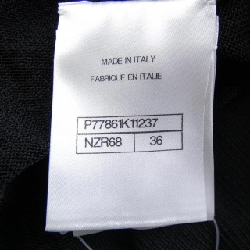 MADE IN ITALY
FABRIQUÉ EN ITALIE
P77861K11237
NZR68 36